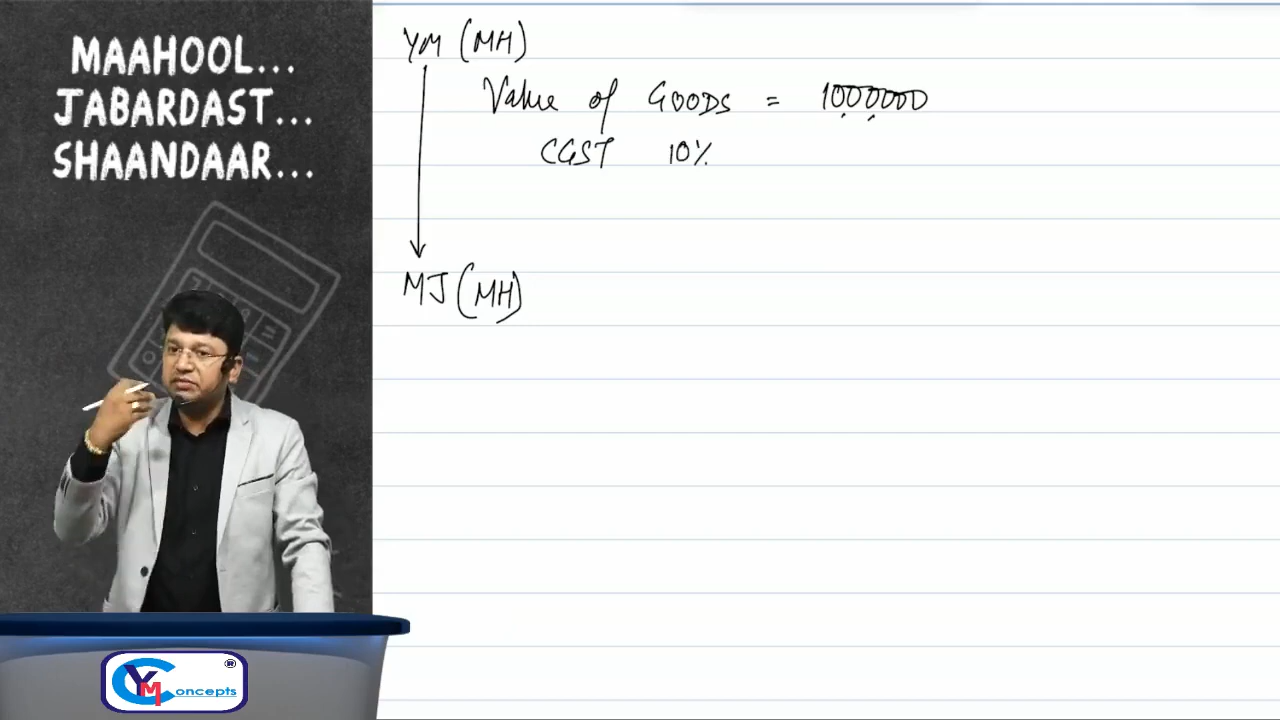 MAAHOOL...
JABARDAST...
SHAANDAAR...
YM (MH)
Value of GOODS = 1000000
CGST 10%
MJ (MH)
YM Concepts ®